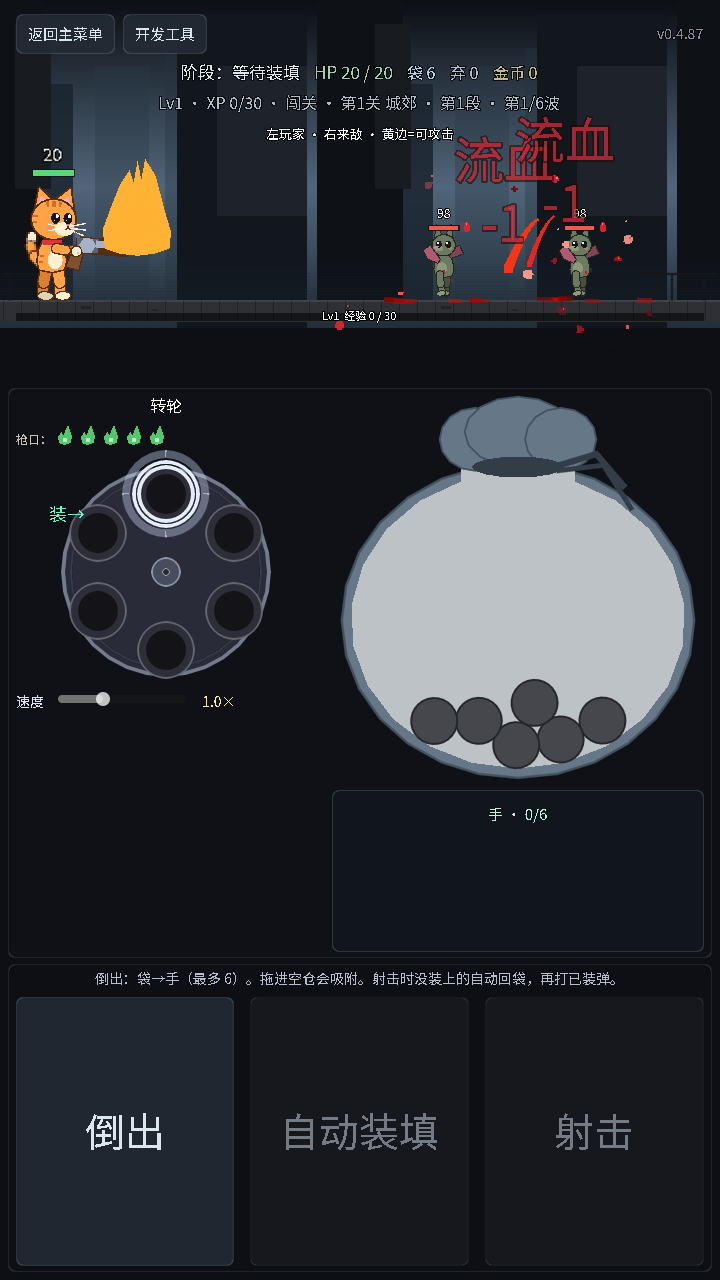 返回主菜单 开发工具 v0.4.87
阶段：等待装填 HP 20 / 20 袋 6 弃 0 金币 0
Lv1 · XP 0/30 · 闯关 · 第1关 城郊 · 第1段 · 第1/6波
左玩家 · 右来敌 · 黄边=可攻击
流血 流血
20
98 -1 -1 98
Lv1 经验 0 / 30
转轮
枪口：
装→
速度 1.0×
手 · 0/6
倒出：袋→手（最多 6）。拖进空仓会吸附。射击时没装上的自动回袋，再打已装弹。
倒出 自动装填 射击